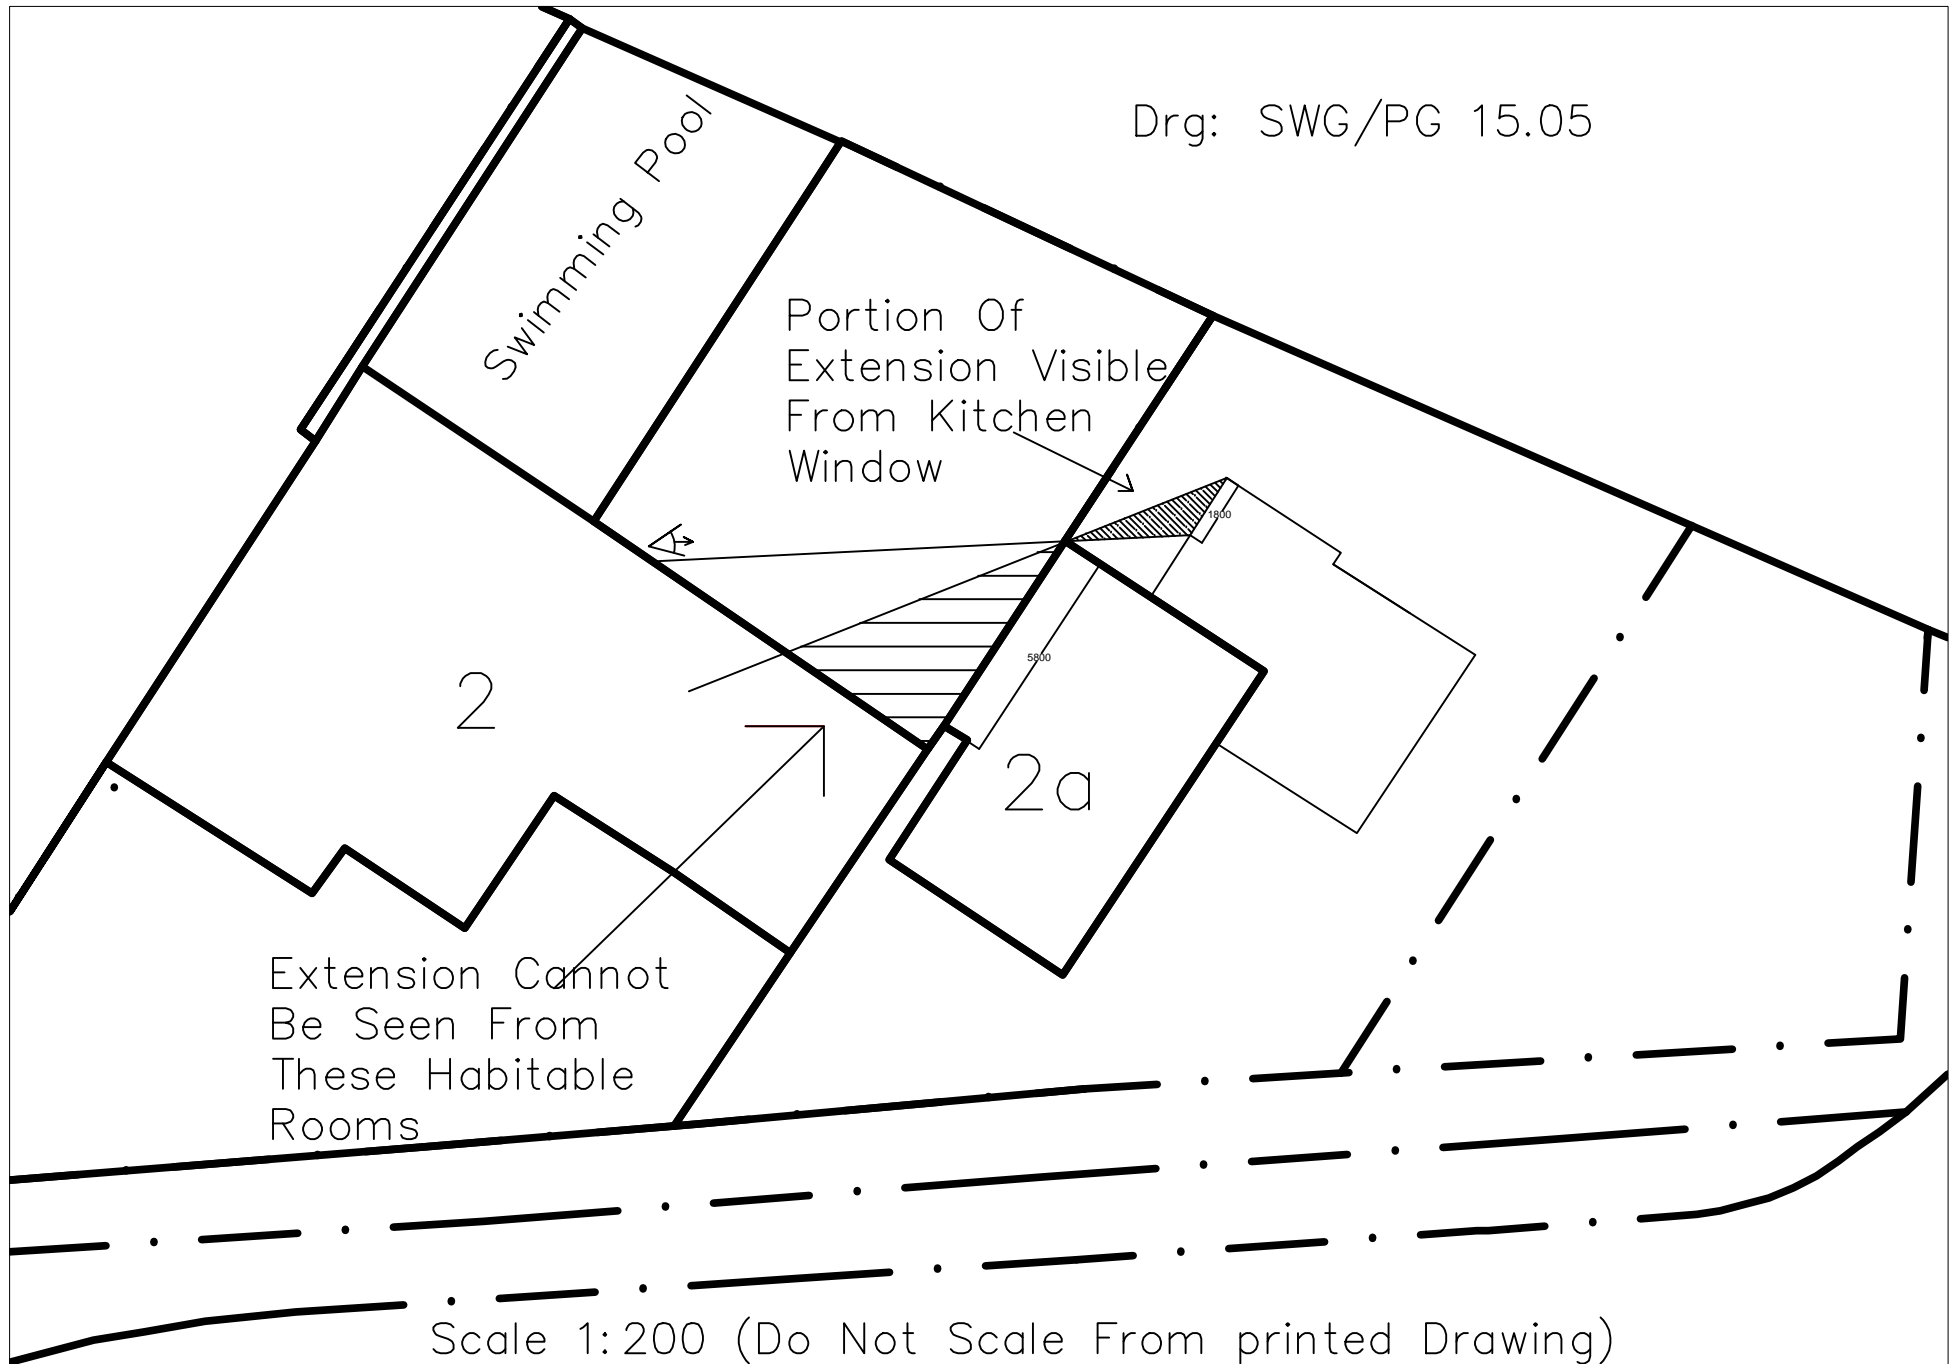 Drg: SWG/PG 15.05
Swimming Pool
Portion Of
Extension Visible
From Kitchen
Window
1800
5800
2
2a
Extension Cannot
Be Seen From
These Habitable
Rooms
Scale 1:200 (Do Not Scale From printed Drawing)